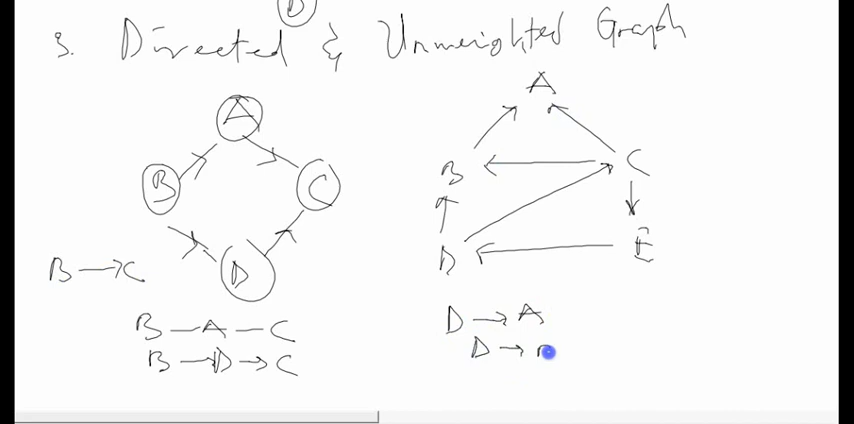 D
3. Directed & Unweighted Graph
A
B
C
D
B → C
B — A — C
B → D → C
A
B
C
D
E
D → A
D →